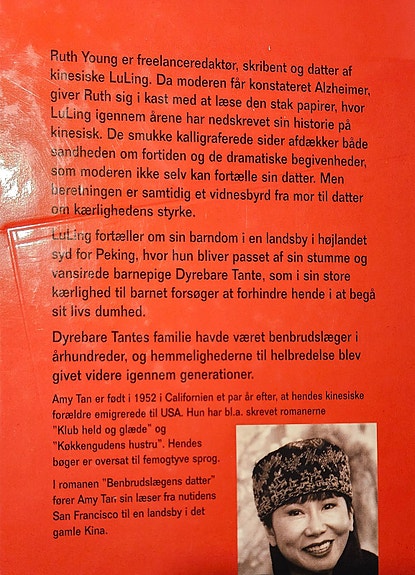 Ruth Young er freelanceredaktør, skribent og datter af
kinesiske LuLing. Da moderen får konstateret Alzheimer,
giver Ruth sig i kast med at læse den stak papirer, hvor
LuLing igennem årene har nedskrevet sin historie på
kinesisk. De smukke kalligraferede sider afdækker både
sandheden om fortiden og de dramatiske begivenheder,
som moderen ikke selv kan fortælle sin datter. Men
beretningen er samtidig et vidnesbyrd fra mor til datter
om kærlighedens styrke.
LuLing fortæller om sin barndom i en landsby i højlandet
syd for Peking, hvor hun bliver passet af sin stumme og
vansirede barnepige Dyrebare Tante, som i sin store
kærlighed til barnet forsøger at forhindre hende i at begå
sit livs dumhed.
Dyrebare Tantes familie havde været benbrudslæger i
århundreder, og hemmelighederne til helbredelse blev
givet videre igennem generationer.
Amy Tan er født i 1952 i Californien et par år efter, at hendes kinesiske
forældre emigrerede til USA. Hun har bl.a. skrevet romanerne
"Klub held og glæde" og
"Køkkengudens hustru". Hendes
bøger er oversat til femogtyve sprog.
I romanen "Benbrudslægens datter"
fører Amy Tan sin læser fra nutidens
San Francisco til en landsby i det
gamle Kina.